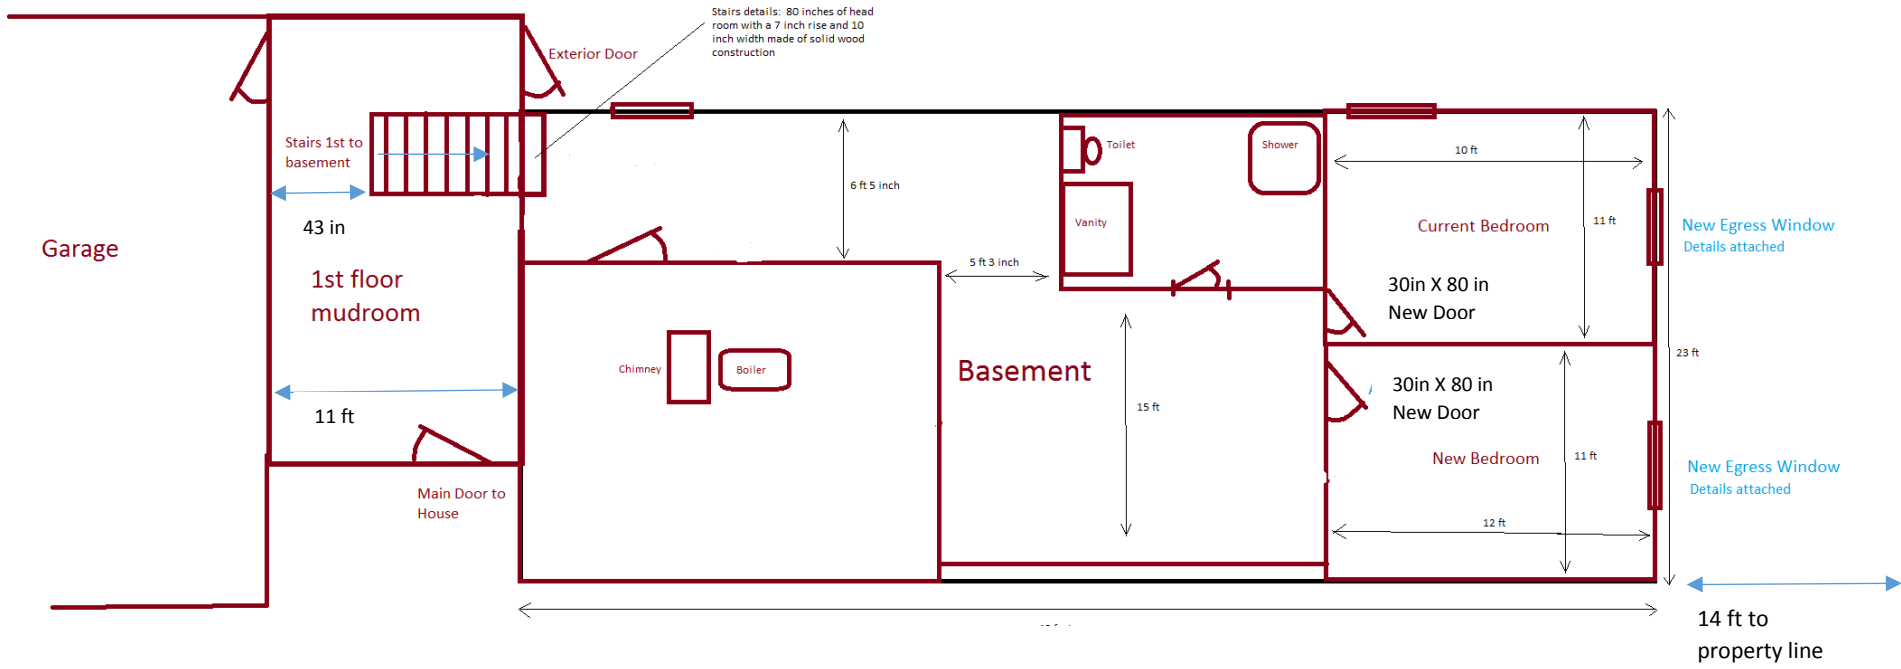 Stairs details:  80 inches of head
room with a 7 inch rise and 10
inch width made of solid wood
construction
Exterior Door
Stairs 1st to
basement
43 in
Garage
1st floor
mudroom
11 ft
Main Door to
House
6 ft 5 inch
5 ft 3 inch
Toilet
Vanity
Shower
Chimney
Boiler
Basement
15 ft
10 ft
11 ft
Current Bedroom
30in X 80 in
New Door
New Egress Window
Details attached
23 ft
30in X 80 in
New Door
New Bedroom
11 ft
12 ft
New Egress Window
Details attached
14 ft to
property line